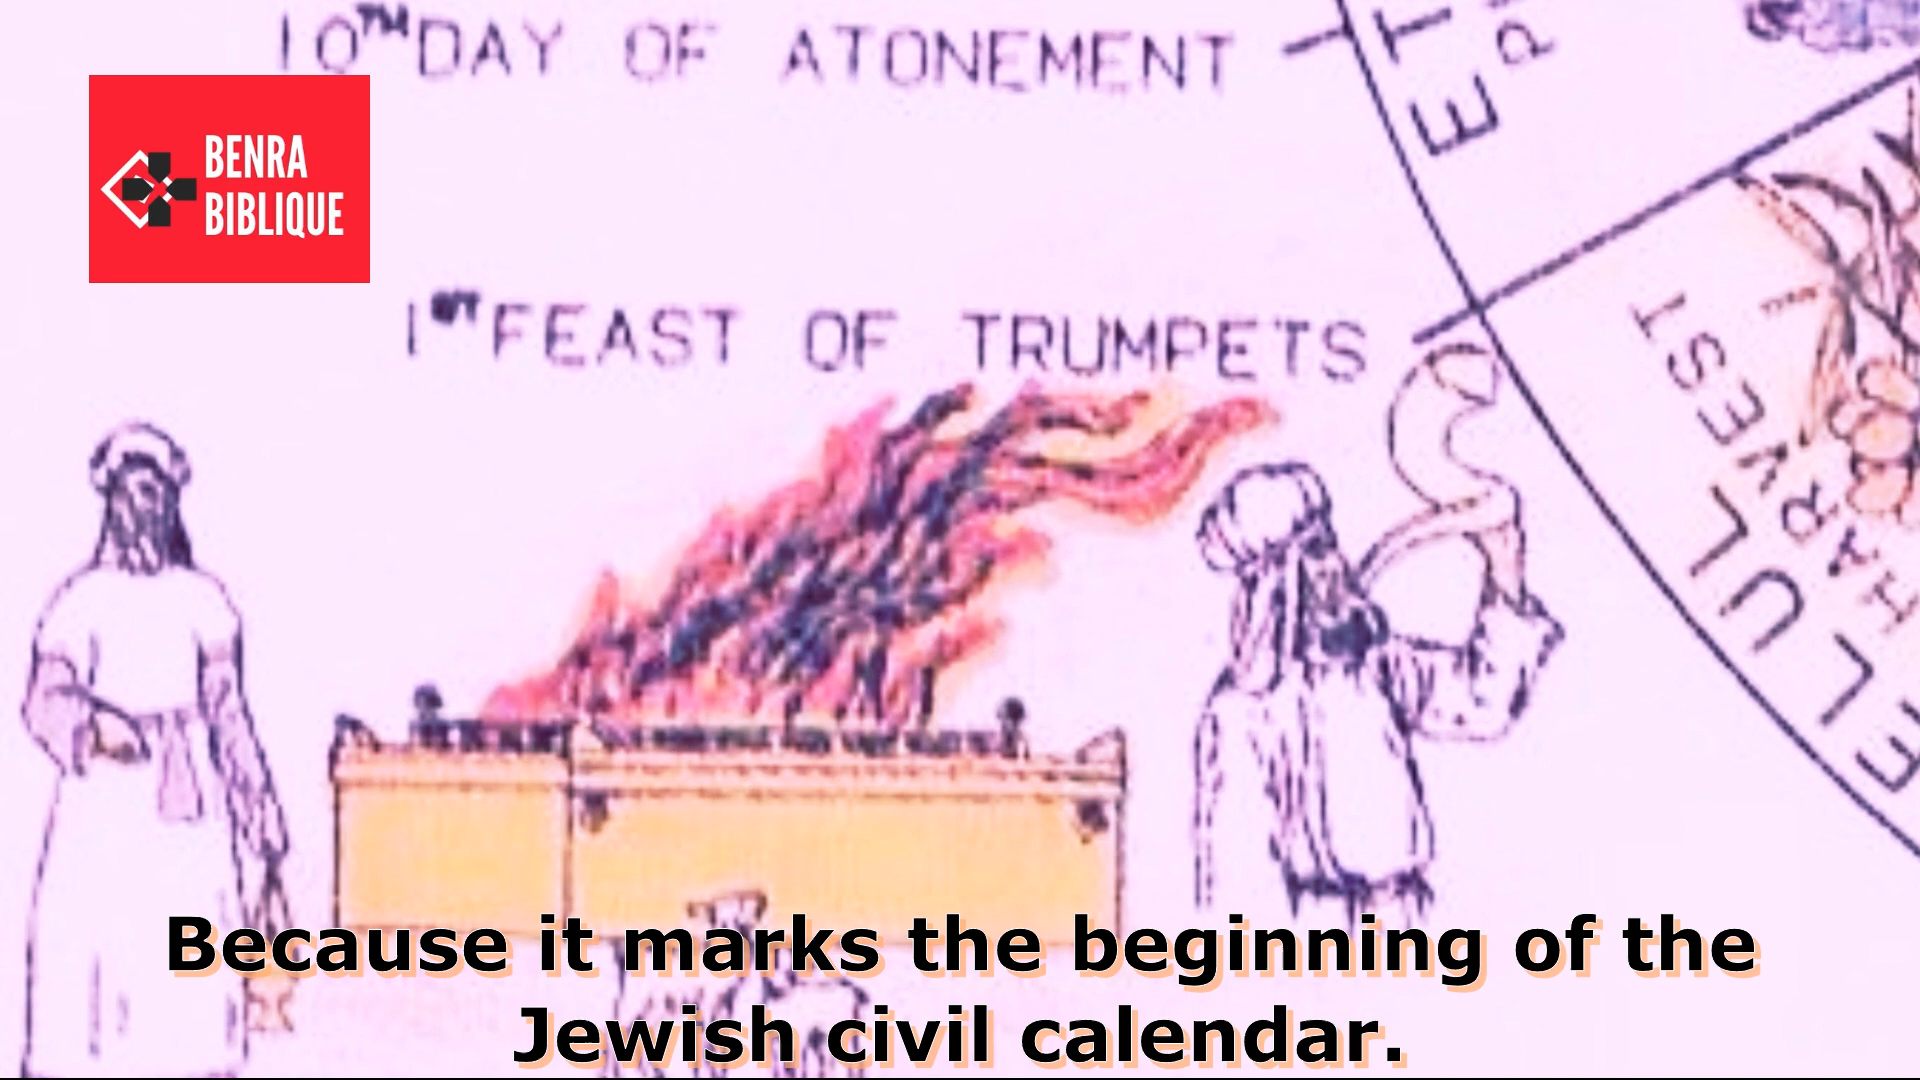 10TH DAY OF ATONEMENT
BENRA
BIBLIQUE
1ST FEAST OF TRUMPETS
ET
P
ELUL
HARVEST
Because it marks the beginning of the
Jewish civil calendar.